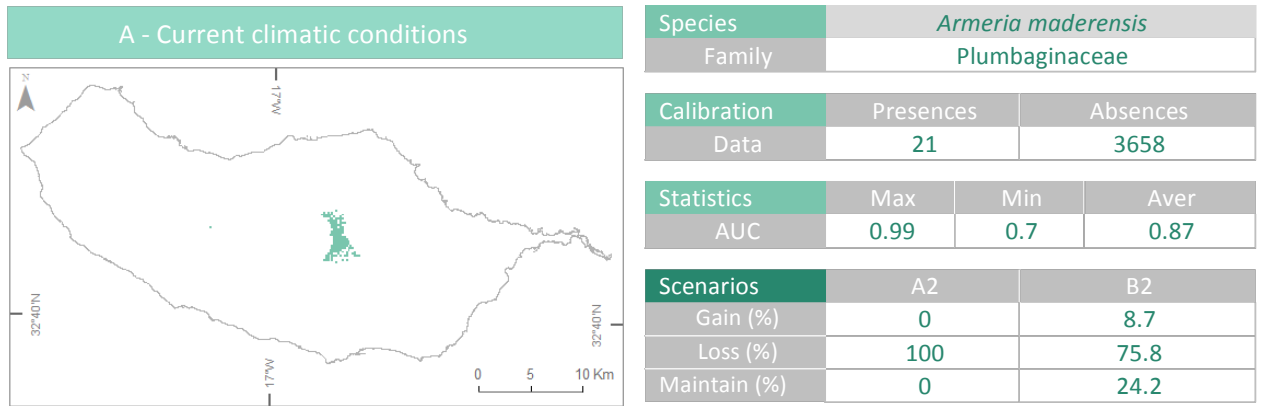 A - Current climatic conditions
N
17°W
32°40'N
32°40'N
17°W
0 5 10 Km
Species Armeria maderensis
Family Plumbaginaceae
Calibration Presences Absences
Data 21 3658
Statistics Max Min Aver
AUC 0.99 0.7 0.87
Scenarios A2 B2
Gain (%) 0 8.7
Loss (%) 100 75.8
Maintain (%) 0 24.2